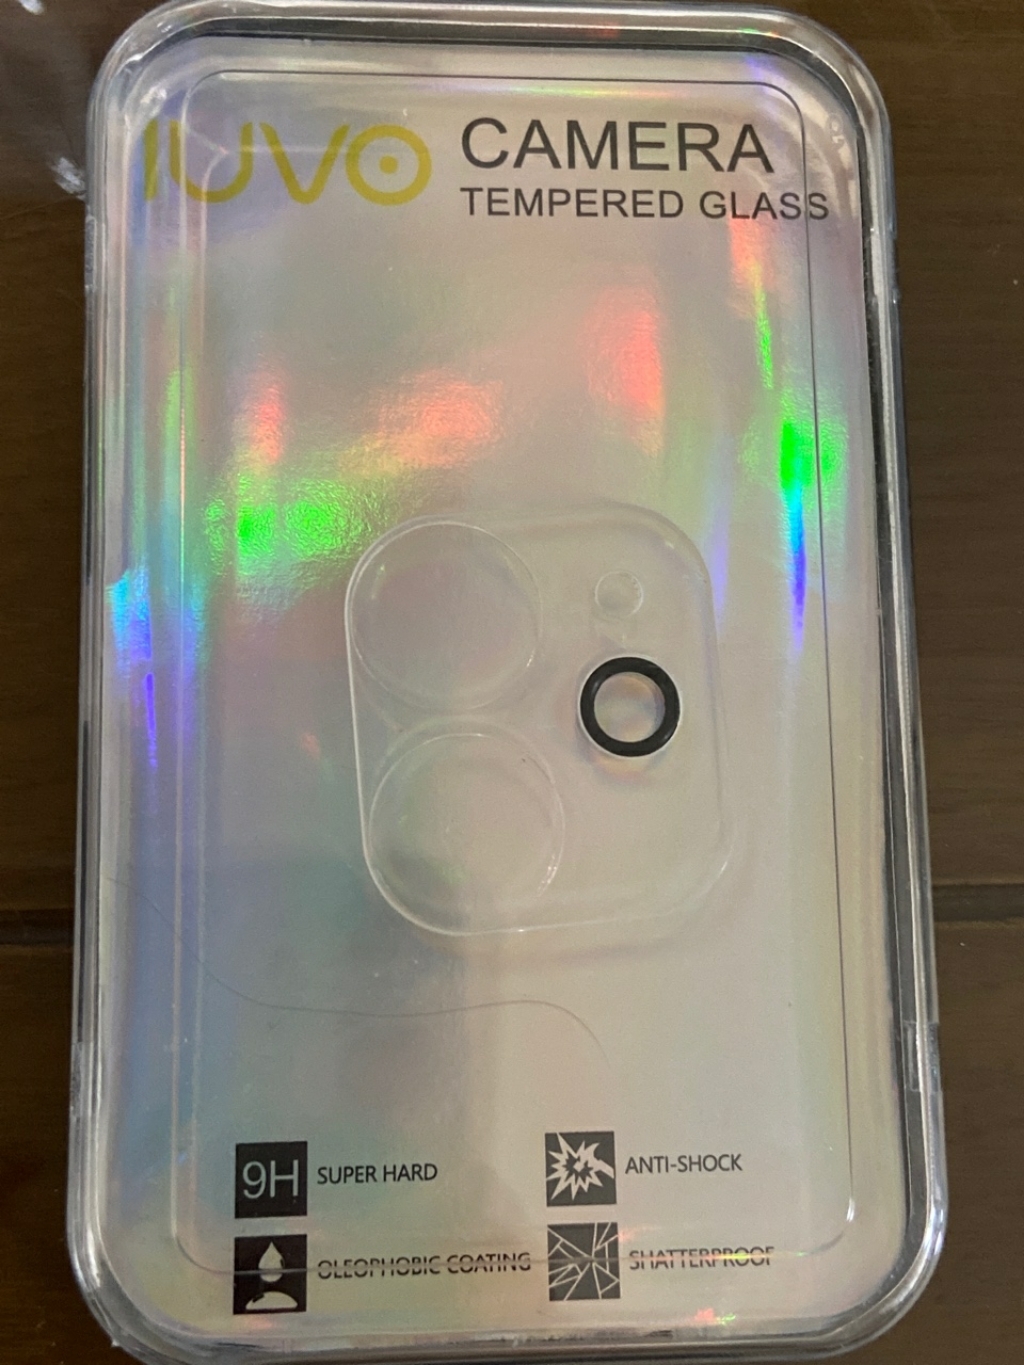 IUVO
CAMERA
TEMPERED GLASS
9H SUPER HARD
ANTI-SHOCK
OLEOPHOBIC COATING
SHATTERPROOF